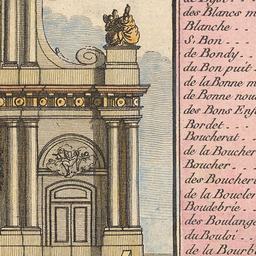 des Blancs m
Blanche . . .
S. Bon . . .
de Bondy . .
du Bon puit .
de la Bonne m
de Bonne nou
des Bons Enf
Bordet . . . .
Boucherat . .
de la Boucher
Boucher . . .
des Boucheri
de la Boucler
Boudebrie . .
des Boulange
du Bouloi . . .
de la Bourb